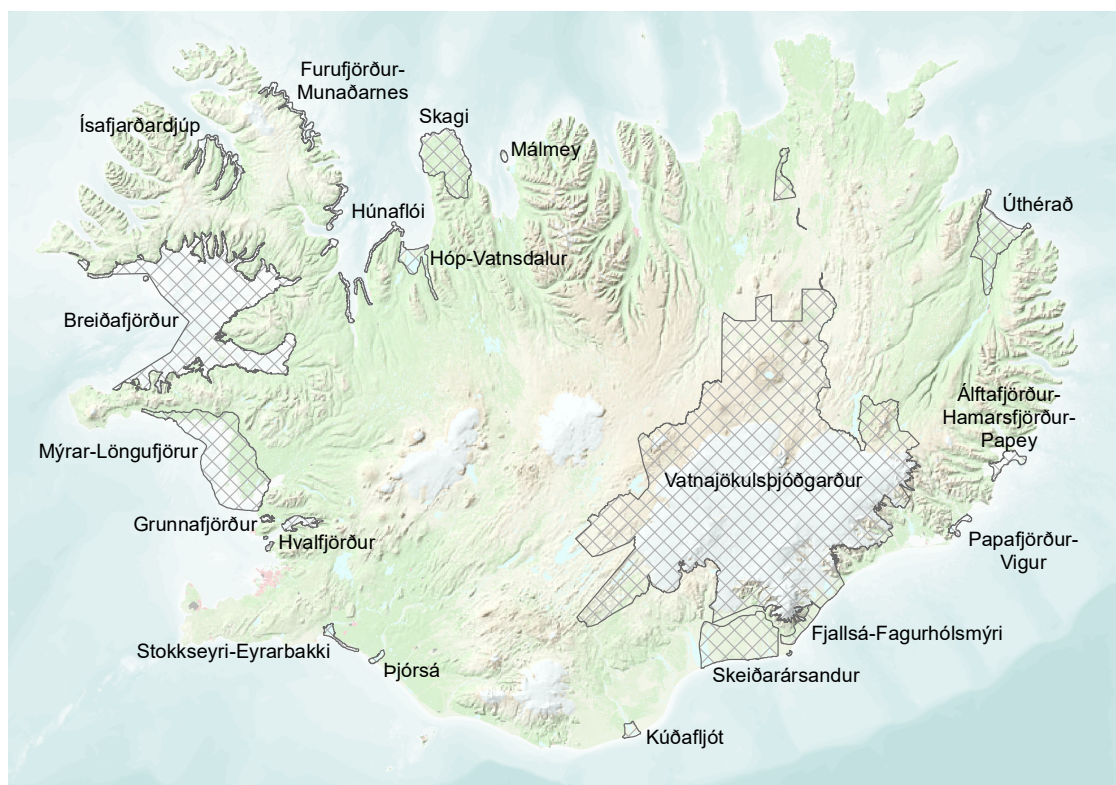 Furufjörður-
Munaðarnes
Skagi
Ísafjarðardjúp
Málmey
Húnaflói
Úthérað
Hóp-Vatnsdalur
Breiðafjörður
Álftafjörður-
Hamarsfjörður-
Papey
Mýrar-Löngufjörur
Vatnajökulsþjóðgarður
Grunnafjörður
Hvalfjörður
Papafjörður-
Vigur
Fjallsá-Fagurhólsmýri
Stokkseyri-Eyrarbakki
Þjórsá
Skeiðarársandur
Kúðafljót